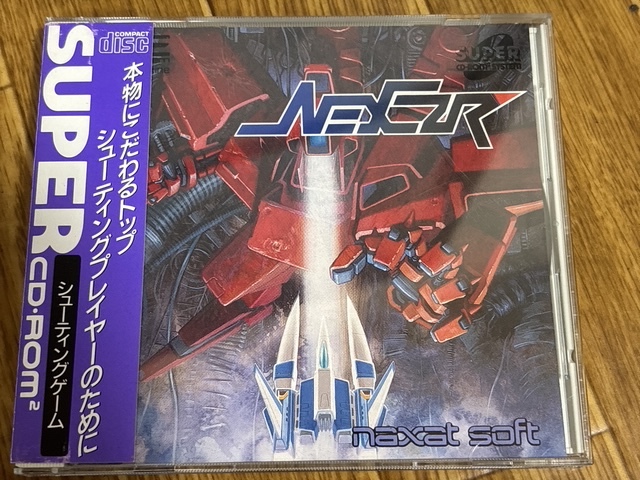 COMPACT
disc
SUPER CD-ROM²
本物にこだわるトップ
シューティングプレイヤーのために
シューティングゲーム
SUPER
CD-ROM SYSTEM
NEXZR
naxat soft